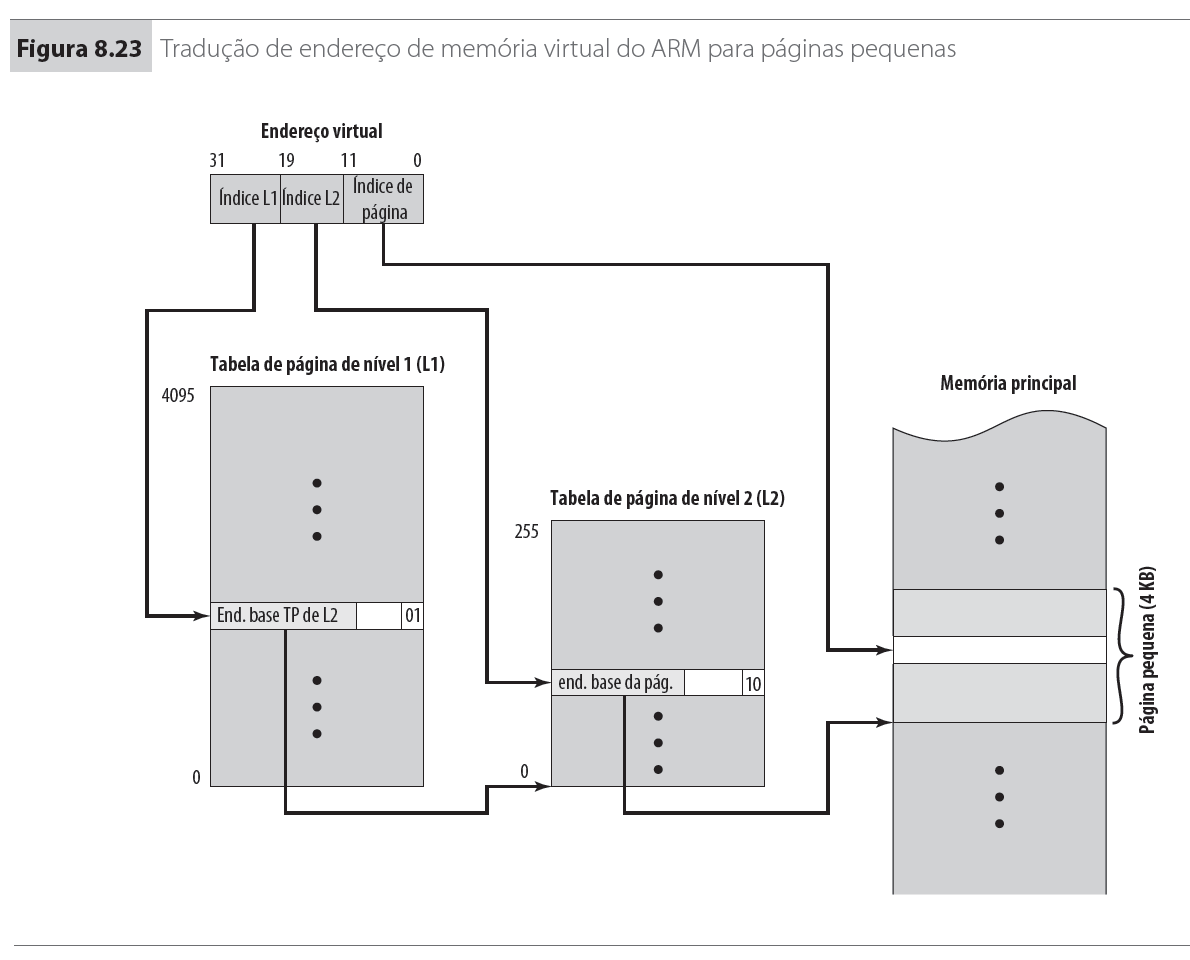 Figura 8.23 Tradução de endereço de memória virtual do ARM para páginas pequenas
Endereço virtual
31 19 11 0
Índice L1 Índice L2 Índice de
página
Tabela de página de nível 1 (L1)
4095
End. base TP de L2 01
0
Tabela de página de nível 2 (L2)
255
end. base da pág. 10
0
Memória principal
Página pequena (4 KB)